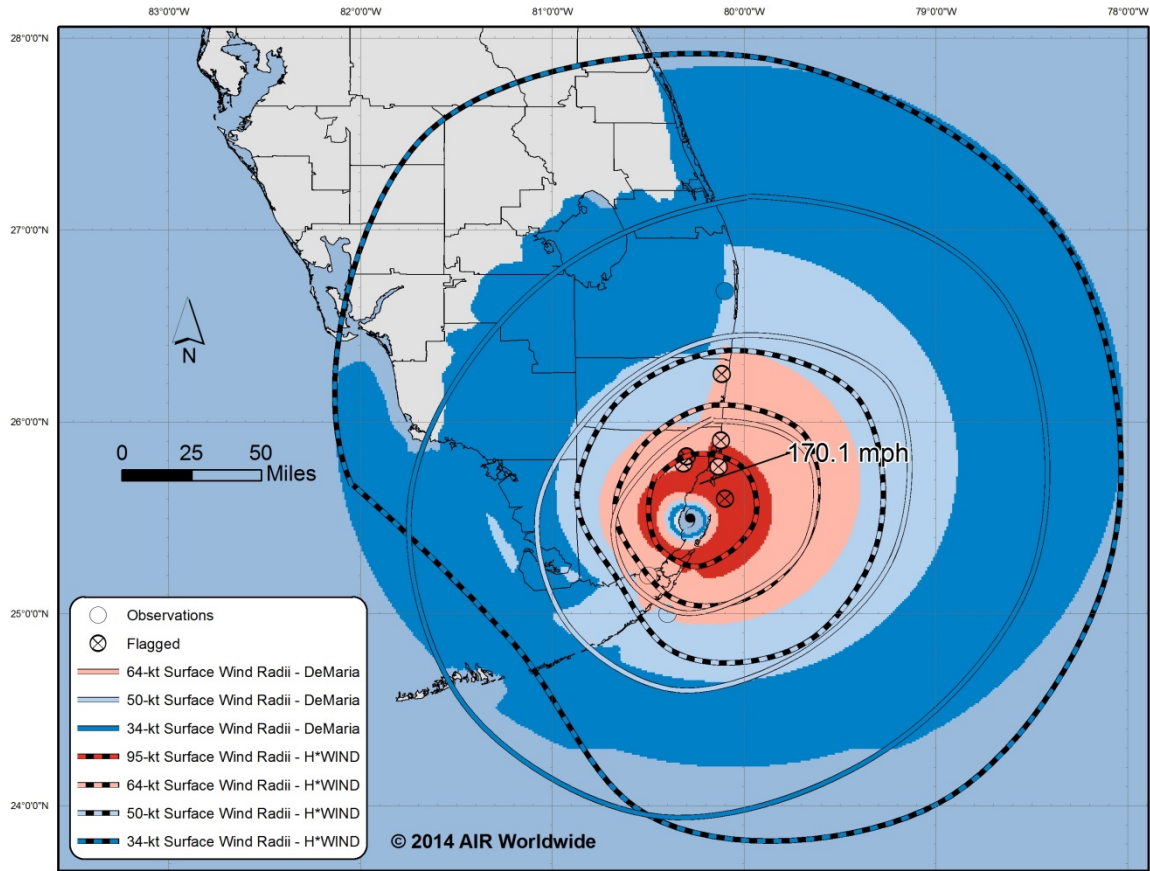 83°0'0"W 82°0'0"W 81°0'0"W 80°0'0"W 79°0'0"W 78°0'0"W
28°0'0"N
27°0'0"N
N
26°0'0"N
0 25 50
Miles
170.1 mph
25°0'0"N
Observations
Flagged
64-kt Surface Wind Radii - DeMaria
50-kt Surface Wind Radii - DeMaria
34-kt Surface Wind Radii - DeMaria
95-kt Surface Wind Radii - H*WIND
64-kt Surface Wind Radii - H*WIND
50-kt Surface Wind Radii - H*WIND
34-kt Surface Wind Radii - H*WIND
24°0'0"N
© 2014 AIR Worldwide